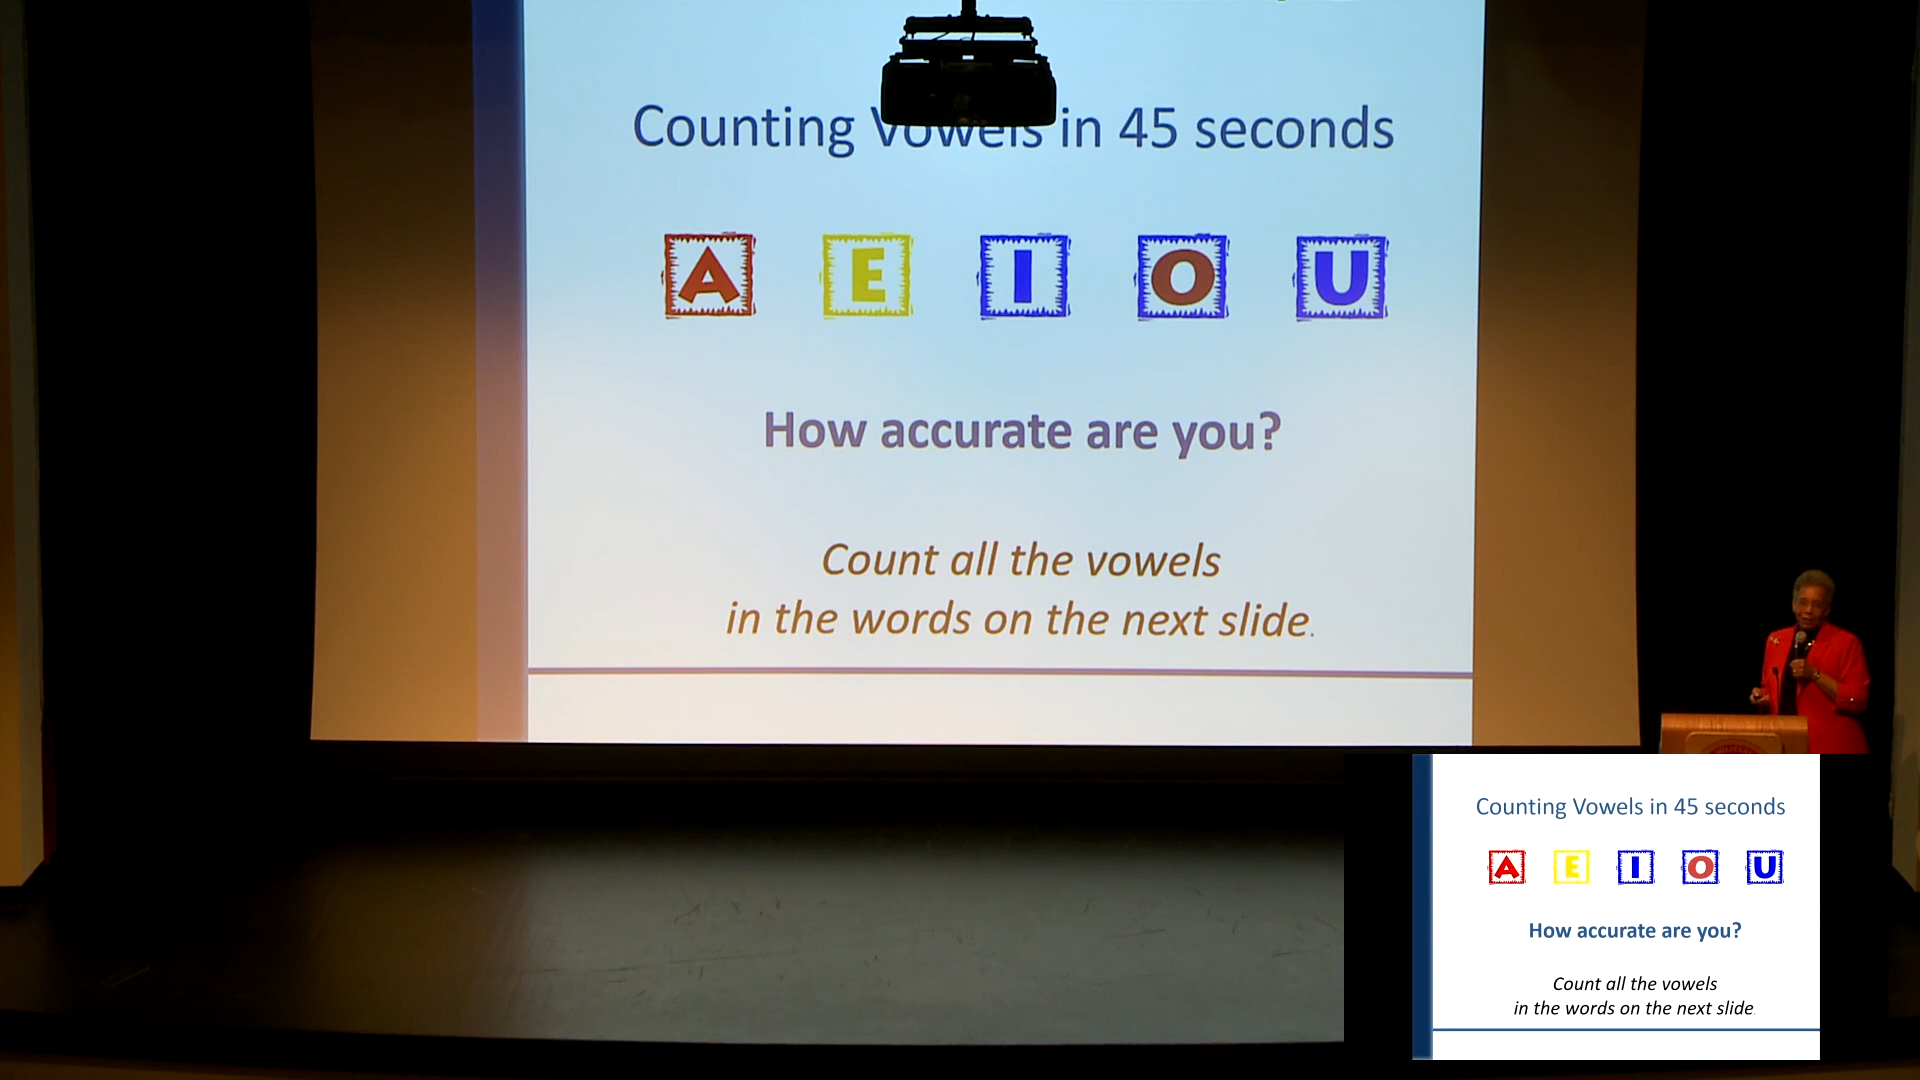 Counting Vowels in 45 seconds
A E I O U
How accurate are you?
Count all the vowels
in the words on the next slide.
Counting Vowels in 45 seconds
A E I O U
How accurate are you?
Count all the vowels
in the words on the next slide.